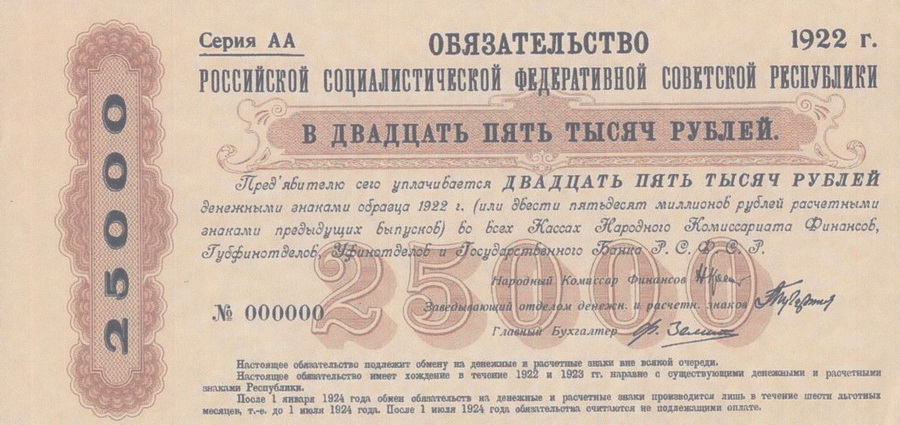 Серия АА
ОБЯЗАТЕЛЬСТВО
1922 г.
РОССИЙСКОЙ СОЦИАЛИСТИЧЕСКОЙ ФЕДЕРАТИВНОЙ СОВЕТСКОЙ РЕСПУБЛИКИ
В ДВАДЦАТЬ ПЯТЬ ТЫСЯЧ РУБЛЕЙ.
25000
Пред'явителю сего уплачивается ДВАДЦАТЬ ПЯТЬ ТЫСЯЧ РУБЛЕЙ
денежными знаками образца 1922 г. (или двести пятьдесят миллионов рублей расчетными
знаками предыдущих выпусков) во всех Кассах Народного Комиссариата Финансов,
Губфинотделов, Уфинотделов и Государственного Банка Р. С. Ф. С. Р.
25000
Народный Комиссар Финансов
№ 000000
Заведывающий отделом денежн. и расчетн. знаков
Главный Бухгалтер
Настоящее обязательство подлежит обмену на денежные и расчетные знаки вне всякой очереди.
Настоящее обязательство имеет хождение в течение 1922 и 1923 гг. наравне с существующими денежными и расчетными
знаками Республики.
После 1 января 1924 года обмен обязательств на денежные и расчетные знаки производится лишь в течение шести льготных
месяцев, т.-е. до 1 июля 1924 года. После 1 июля 1924 года обязательства считаются не подлежащими оплате.